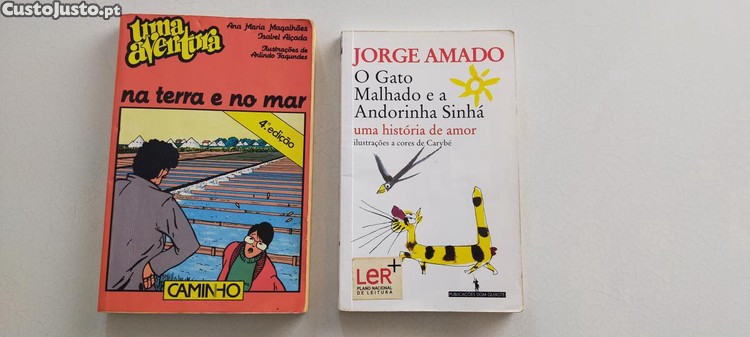 CustoJusto.pt
uma
aventura
Ana Maria Magalhães
Isabel Alçada
Ilustrações de
Arlindo Fagundes
na terra e no mar
4.ª edição
CAMINHO
JORGE AMADO
O Gato
Malhado e a
Andorinha Sinhá
uma história de amor
ilustrações a cores de Carybé
LeR+
PLANO NACIONAL
DE LEITURA
PUBLICAÇÕES DOM QUIXOTE